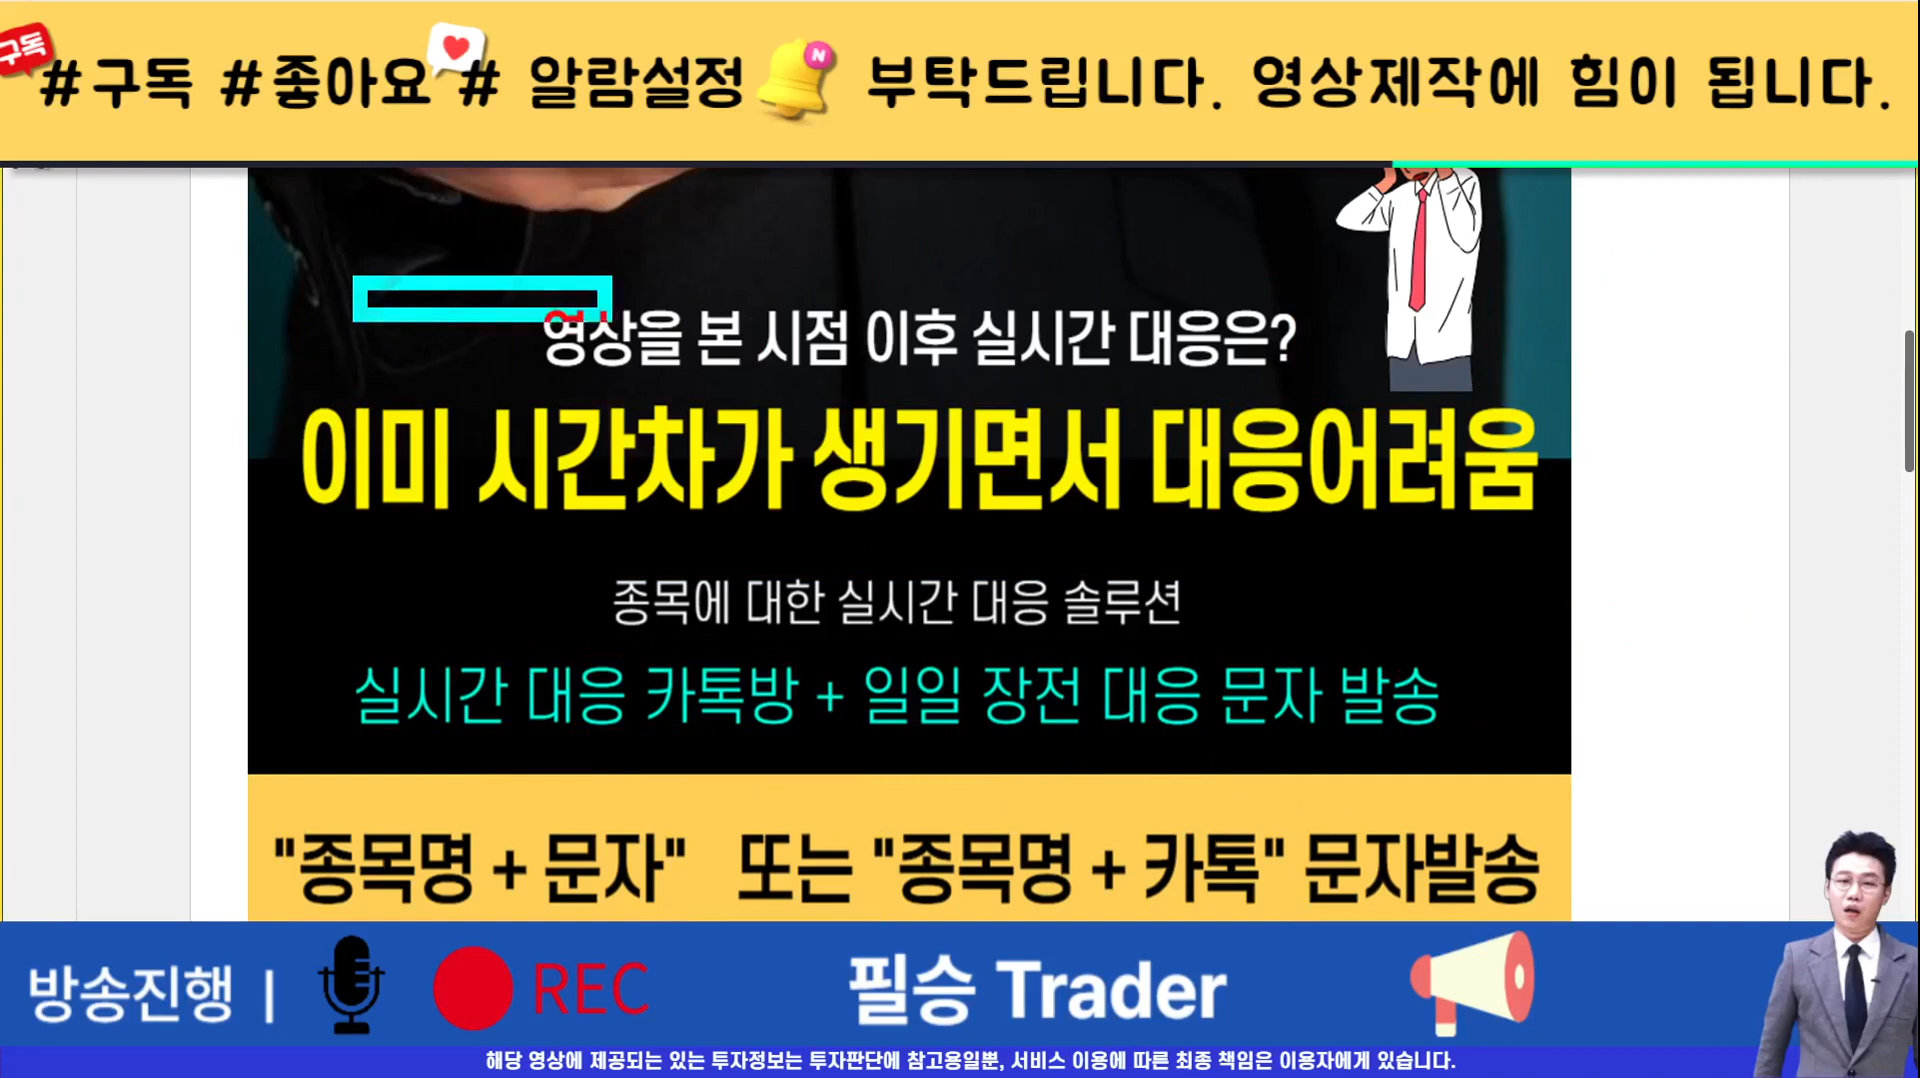 구독
#구독 #좋아요 # 알람설정 N 부탁드립니다. 영상제작에 힘이 됩니다.
영상을 본 시점 이후 실시간 대응은?
이미 시간차가 생기면서 대응어려움
종목에 대한 실시간 대응 솔루션
실시간 대응 카톡방 + 일일 장전 대응 문자 발송
"종목명 + 문자" 또는 "종목명 + 카톡" 문자발송
방송진행 | REC 필승 Trader
해당 영상에 제공되는 있는 투자정보는 투자판단에 참고용일뿐, 서비스 이용에 따른 최종 책임은 이용자에게 있습니다.